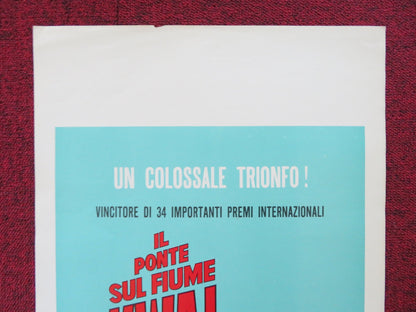 UN COLOSSALE TRIONFO!
VINCITORE DI 34 IMPORTANTI PREMI INTERNAZIONALI
IL
PONTE
SUL FIUME